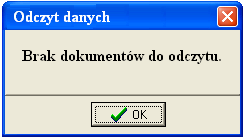 Odczyt danych
Brak dokumentów do odczytu.
OK